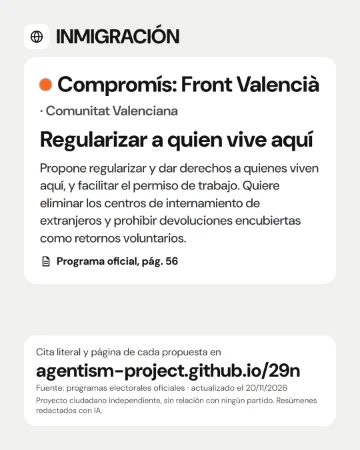 INMIGRACIÓN
Compromís: Front Valencià
· Comunitat Valenciana
Regularizar a quien vive aquí
Propone regularizar y dar derechos a quienes viven
aquí, y facilitar el permiso de trabajo. Quiere
eliminar los centros de internamiento de
extranjeros y prohibir devoluciones encubiertas
como retornos voluntarios.
Programa oficial, pág. 56
Cita literal y página de cada propuesta en
agentism-project.github.io/29n
Fuente: programas electorales oficiales · actualizado el 20/11/2026
Proyecto ciudadano independiente, sin relación con ningún partido. Resúmenes
redactados con IA.